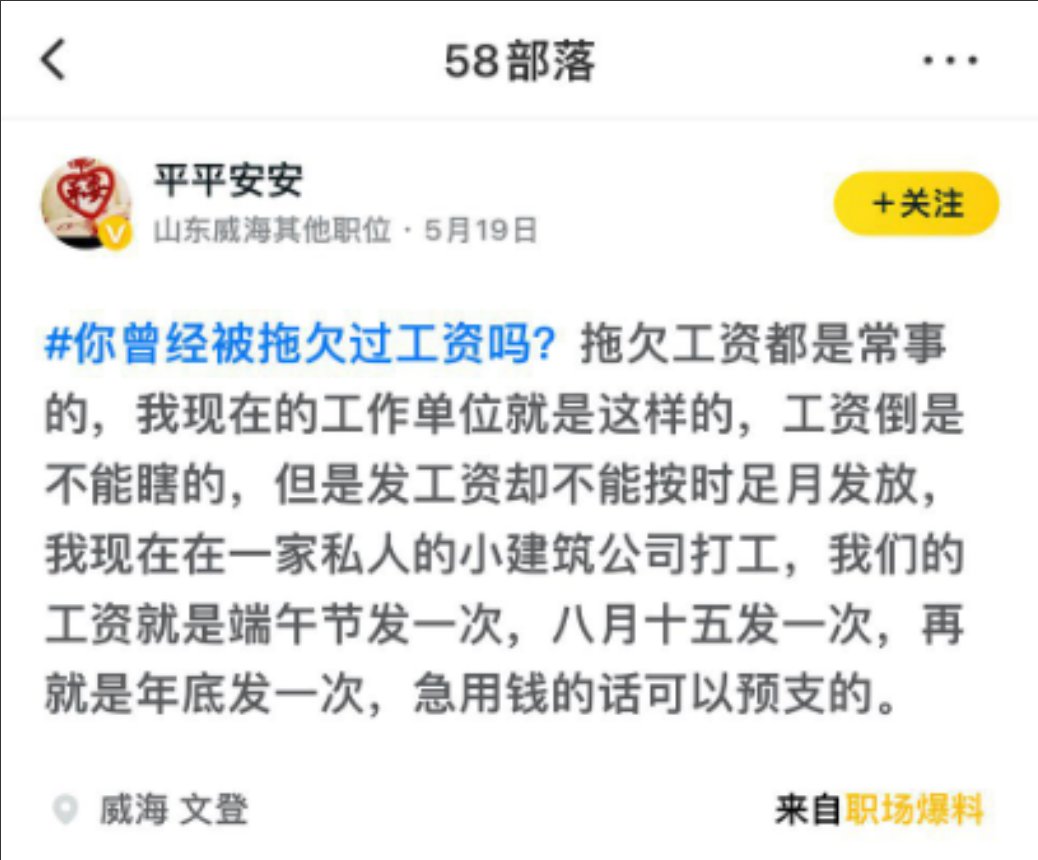 58部落
平平安安
+关注
山东威海其他职位 · 5月19日
#你曾经被拖欠过工资吗? 拖欠工资都是常事
的，我现在的工作单位就是这样的，工资倒是
不能瞎的，但是发工资却不能按时足月发放，
我现在在一家私人的小建筑公司打工，我们的
工资就是端午节发一次，八月十五发一次，再
就是年底发一次，急用钱的话可以预支的。
威海 文登
来自职场爆料